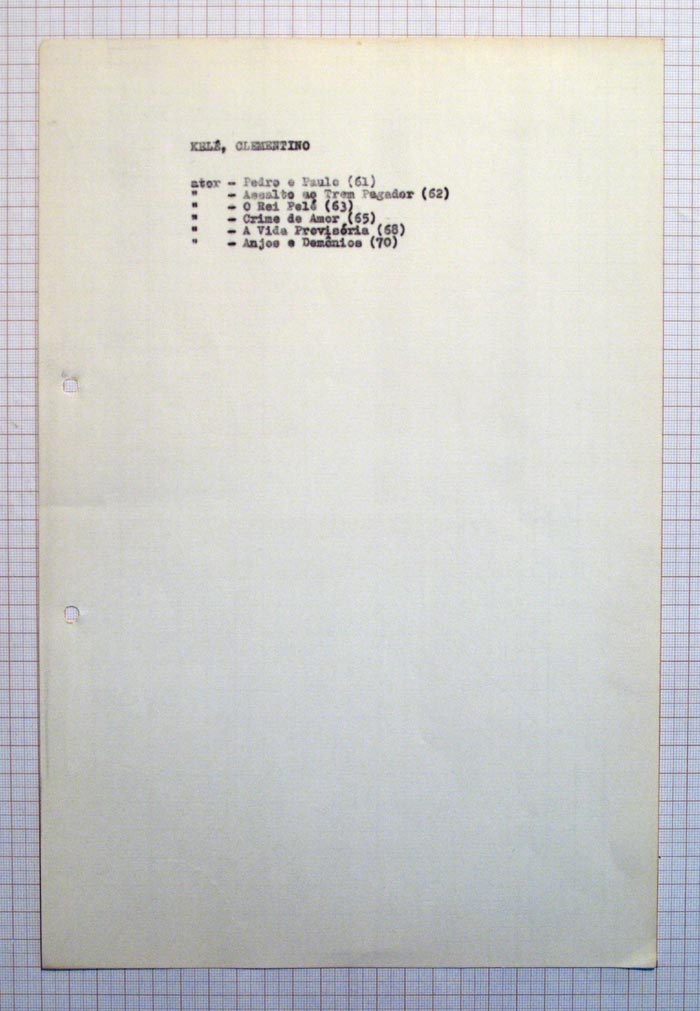 KELÉ, CLEMENTINO
ator - Pedro e Paulo (61)
" - Assalto ao Trem Pagador (62)
" - O Rei Pelé (63)
" - Crime de Amor (65)
" - A Vida Provisória (68)
" - Anjos e Demônios (70)